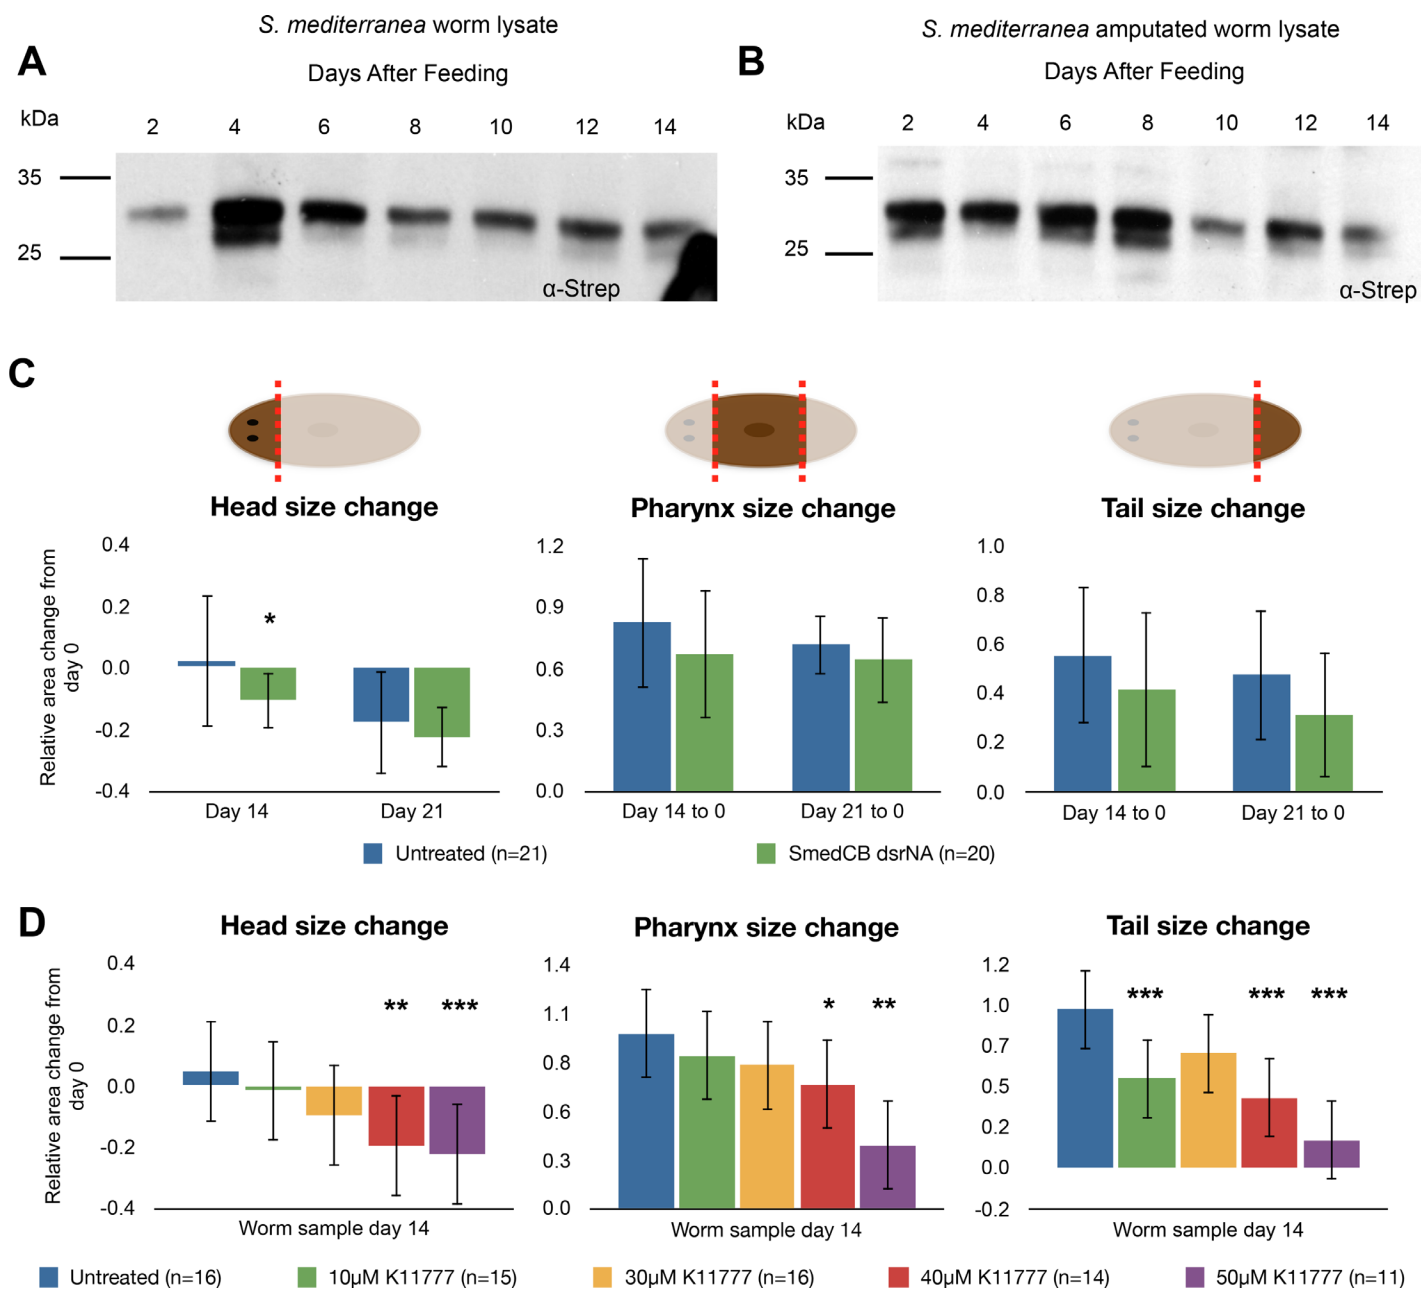 S. mediterranea worm lysate
A
Days After Feeding
kDa
2 4 6 8 10 12 14
35
25
α-Strep
S. mediterranea amputated worm lysate
B
Days After Feeding
kDa
2 4 6 8 10 12 14
35
25
α-Strep
C
Head size change
Relative area change from
day 0
0.4
0.2
0.0
-0.2
-0.4
*
Day 14 Day 21
Pharynx size change
1.2
0.9
0.6
0.3
0.0
Day 14 to 0 Day 21 to 0
Tail size change
1.0
0.8
0.6
0.4
0.2
0.0
Day 14 to 0 Day 21 to 0
Untreated (n=21) SmedCB dsrNA (n=20)
D
Head size change
Relative area change from
day 0
0.4
0.2
0.0
-0.2
-0.4
** ***
Worm sample day 14
Pharynx size change
1.4
1.1
0.8
0.6
0.3
0.0
* **
Worm sample day 14
Tail size change
1.2
1.0
0.7
0.5
0.2
0.0
-0.2
*** *** ***
Worm sample day 14
Untreated (n=16) 10µM K11777 (n=15) 30µM K11777 (n=16) 40µM K11777 (n=14) 50µM K11777 (n=11)